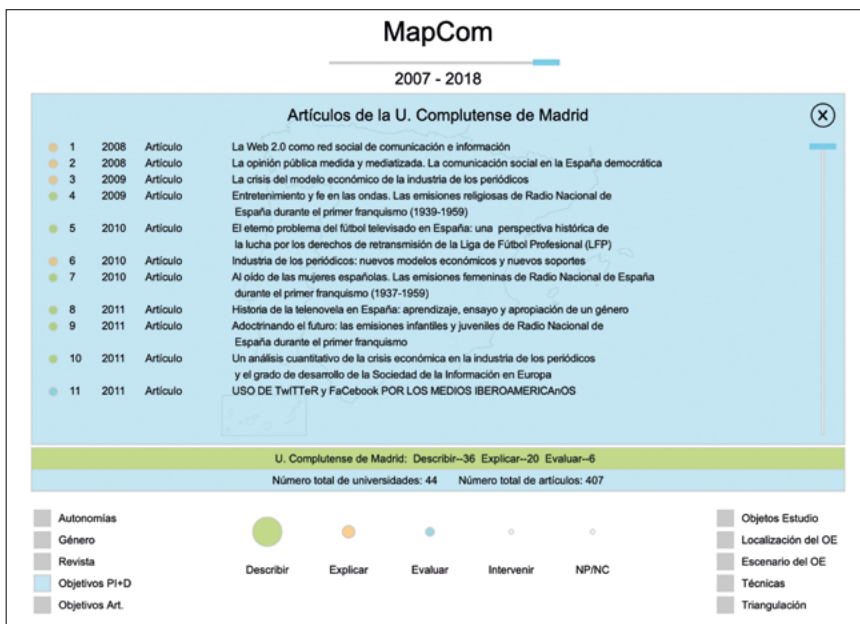 MapCom
2007 - 2018
Artículos de la U. Complutense de Madrid
1 2008 Artículo La Web 2.0 como red social de comunicación e información
2 2008 Artículo La opinión pública medida y mediatizada. La comunicación social en la España democrática
3 2009 Artículo La crisis del modelo económico de la industria de los periódicos
4 2009 Artículo Entretenimiento y fe en las ondas. Las emisiones religiosas de Radio Nacional de
España durante el primer franquismo (1939-1959)
5 2010 Artículo El eterno problema del fútbol televisado en España: una perspectiva histórica de
la lucha por los derechos de retransmisión de la Liga de Fútbol Profesional (LFP)
6 2010 Artículo Industria de los periódicos: nuevos modelos económicos y nuevos soportes
7 2010 Artículo Al oído de las mujeres españolas. Las emisiones femeninas de Radio Nacional de España
durante el primer franquismo (1937-1959)
8 2011 Artículo Historia de la telenovela en España: aprendizaje, ensayo y apropiación de un género
9 2011 Artículo Adoctrinando el futuro: las emisiones infantiles y juveniles de Radio Nacional de
España durante el primer franquismo
10 2011 Artículo Un análisis cuantitativo de la crisis económica en la industria de los periódicos
y el grado de desarrollo de la Sociedad de la Información en Europa
11 2011 Artículo USO DE TwITTeR y FaCebook POR LOS MEDIOS IBEROAMERICAnOS
U. Complutense de Madrid: Describir--36 Explicar--20 Evaluar--6
Número total de universidades: 44 Número total de artículos: 407
Autonomías
Género
Revista
Objetivos PI+D
Objetivos Art.
Describir Explicar Evaluar Intervenir NP/NC
Objetos Estudio
Localización del OE
Escenario del OE
Técnicas
Triangulación